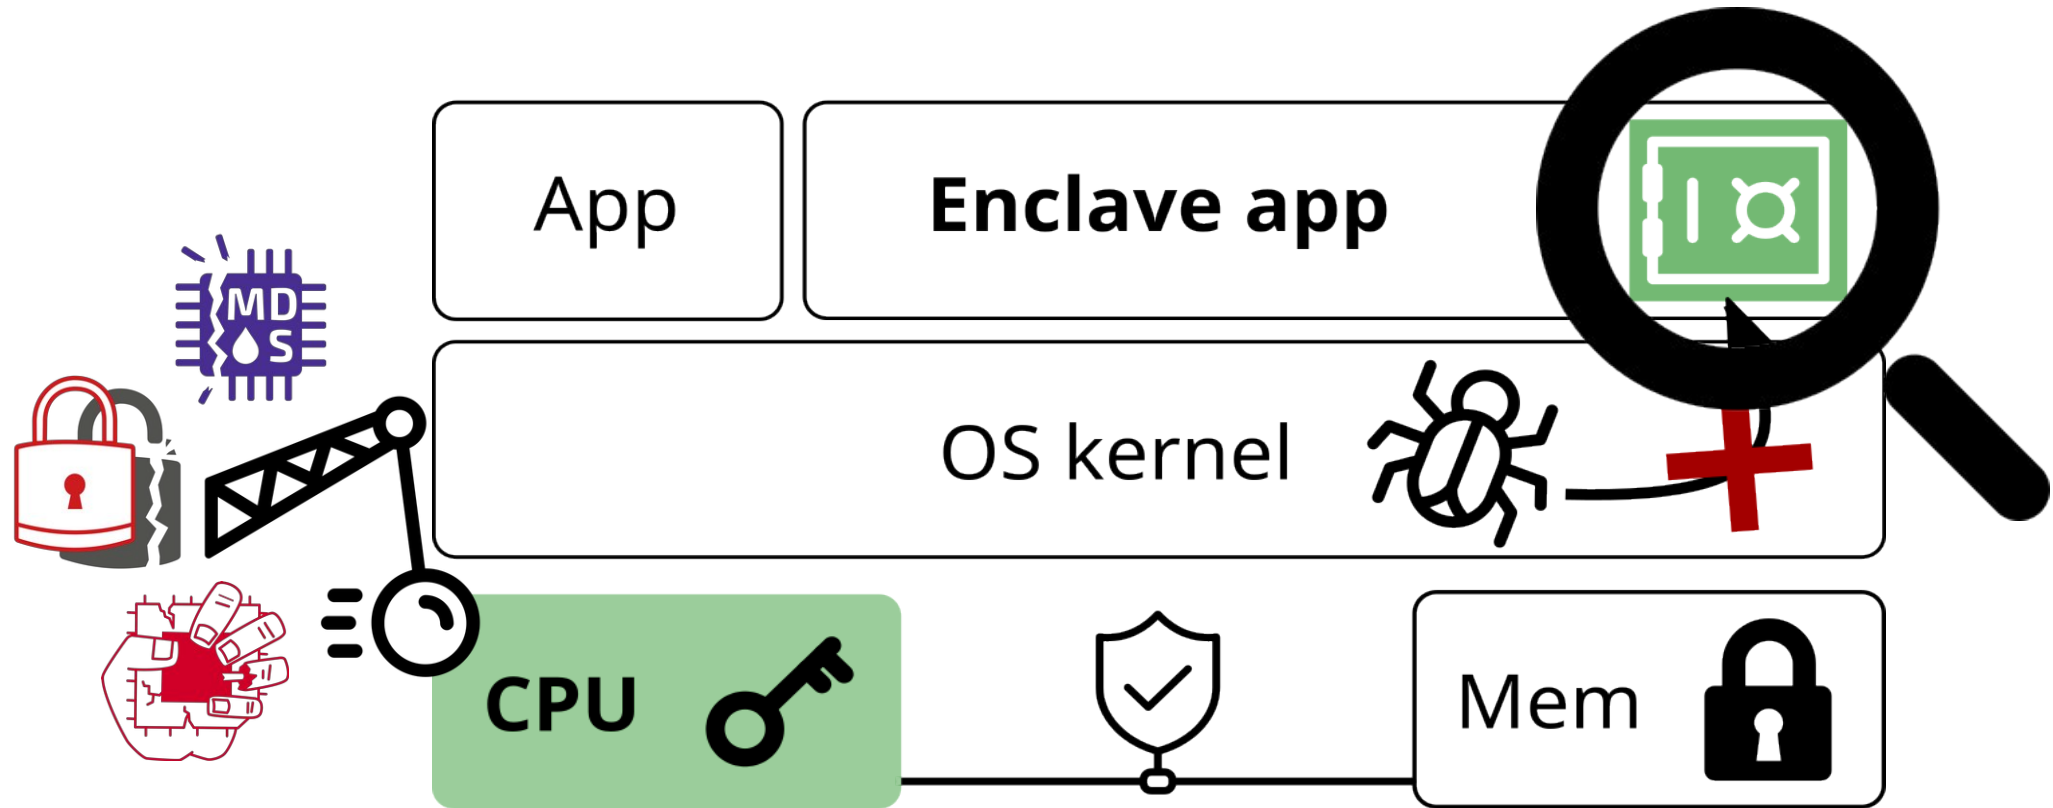 App
Enclave app
MD
S
OS kernel
CPU
Mem